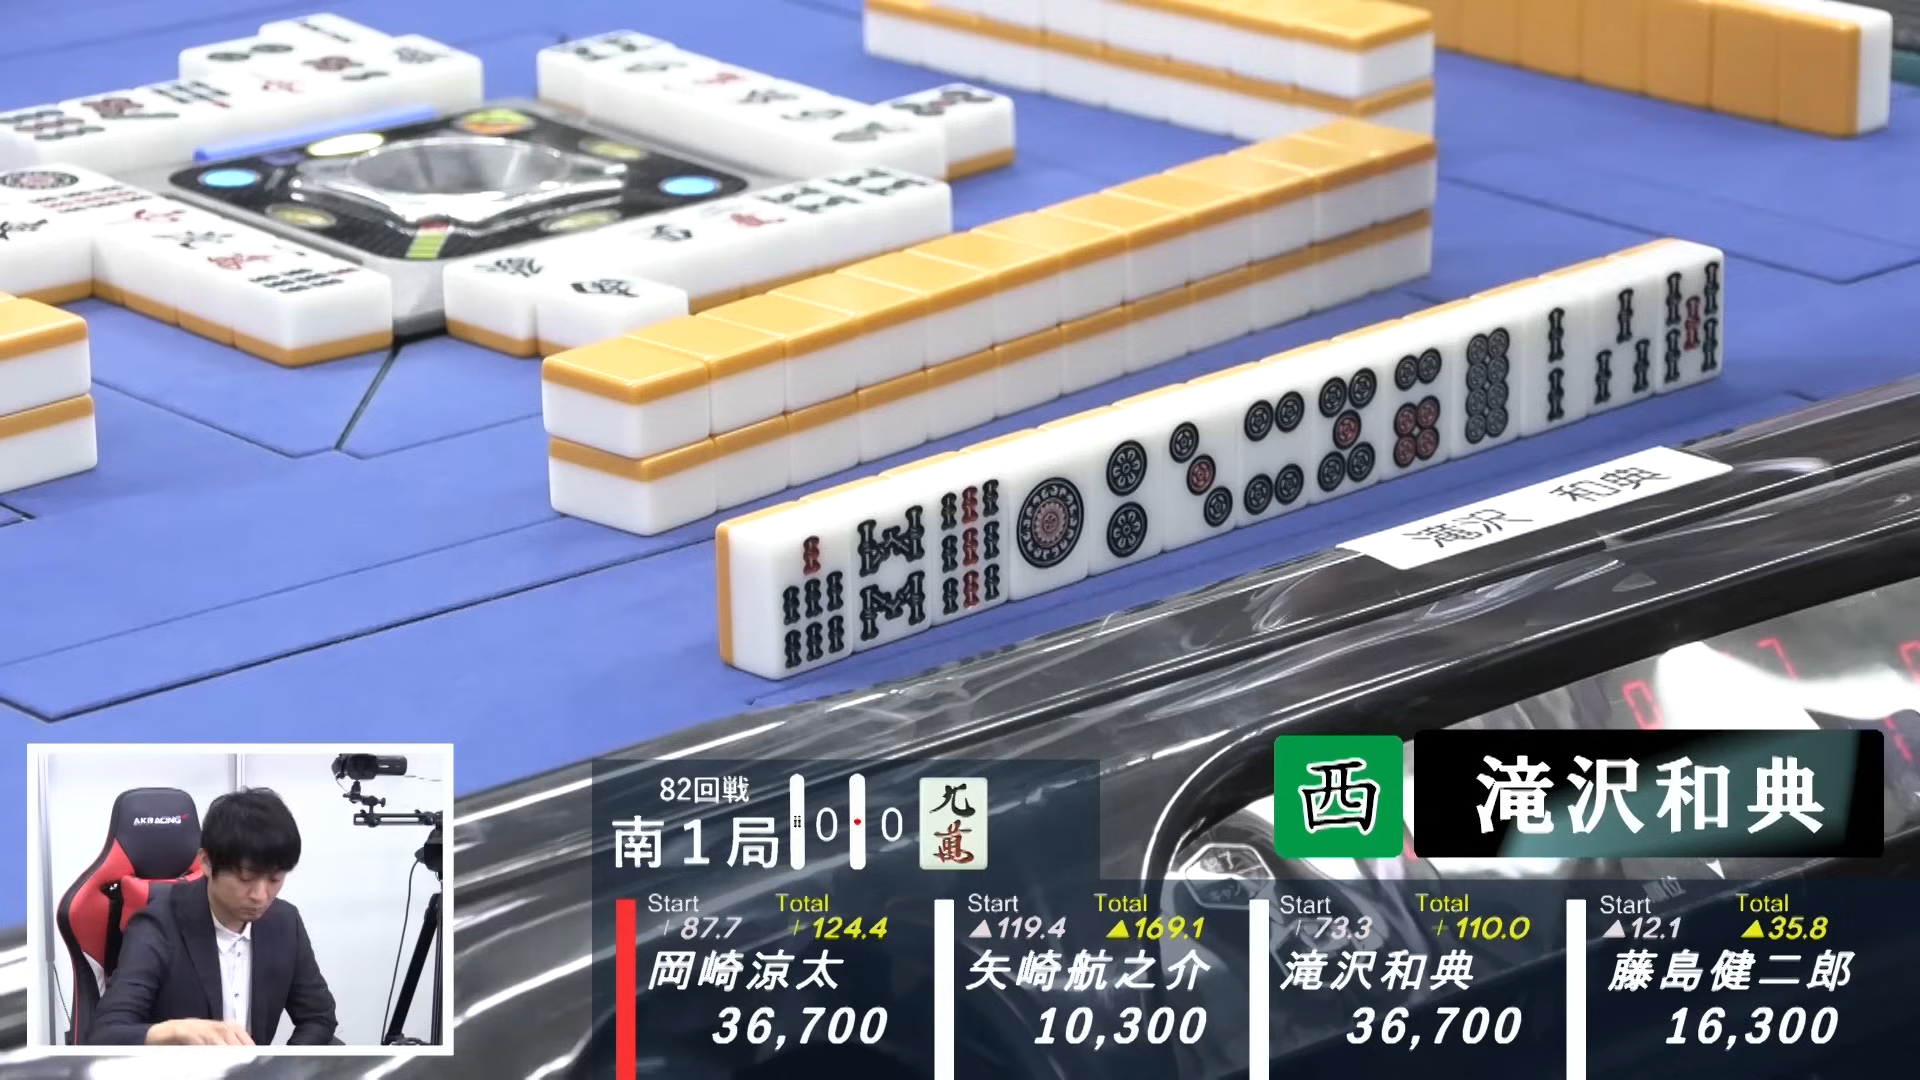 滝沢 和典
AKRACING
82回戦
南1局
0
0
九
萬
西
滝沢和典
Start
Total
87.7
+124.4
岡崎涼太
36,700
Start
Total
▲119.4
▲169.1
矢崎航之介
10,300
Start
Total
73.3
+110.0
滝沢和典
36,700
Start
Total
▲12.1
▲35.8
藤島健二郎
16,300